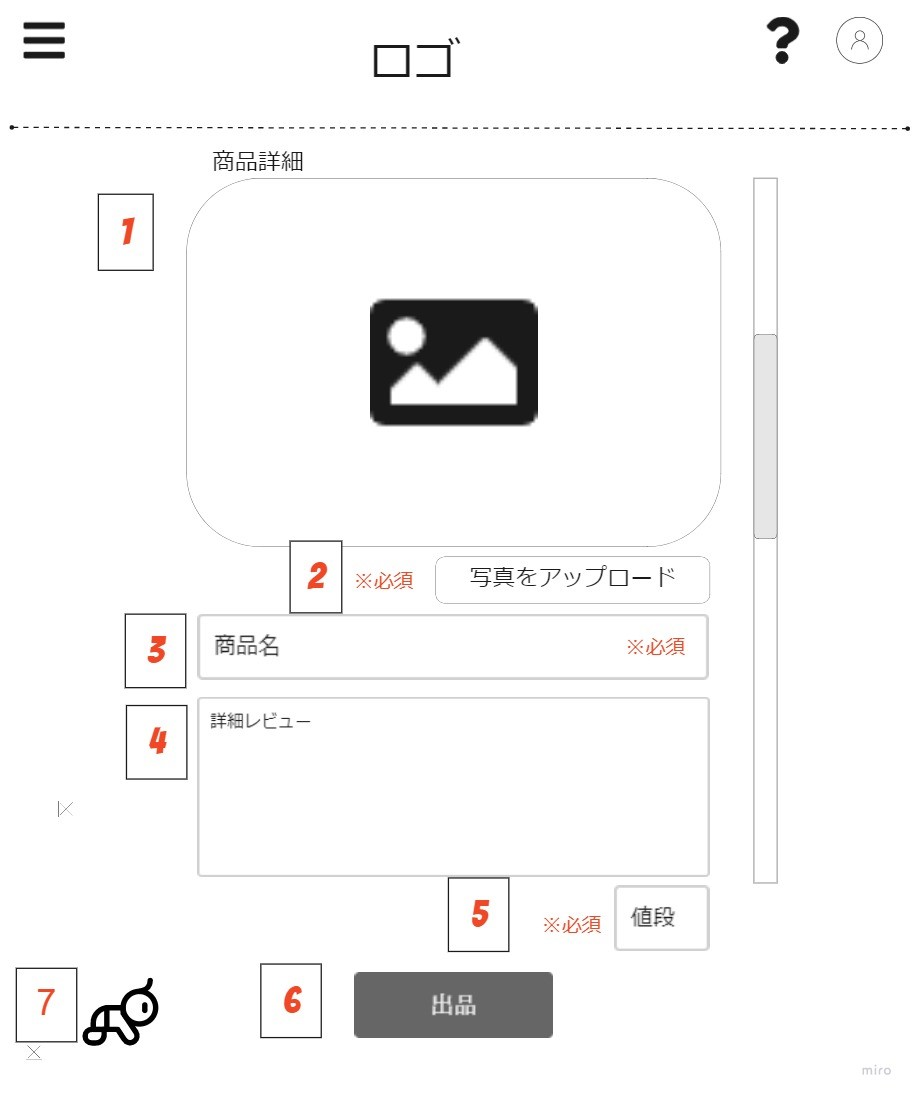 ロゴ
商品詳細
1
2 ※必須 写真をアップロード
3 商品名 ※必須
4 詳細レビュー
5 ※必須 値段
7 6 出品
miro